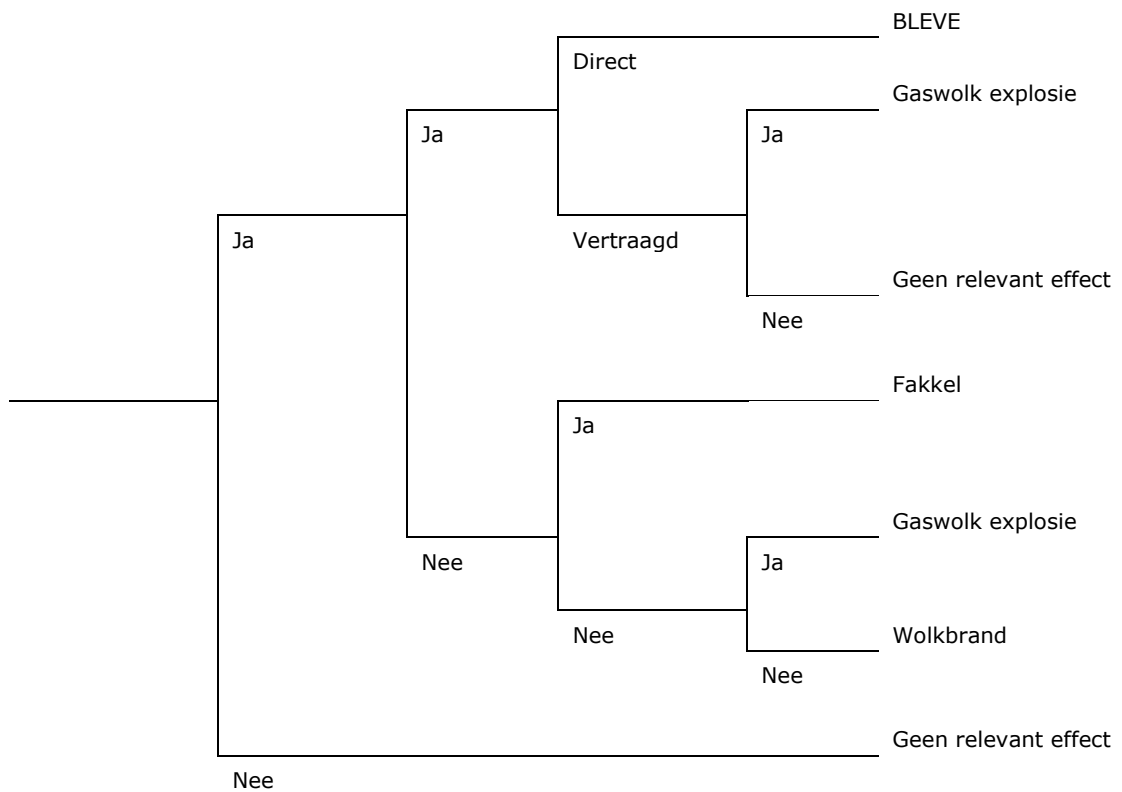 BLEVE
Direct
Gaswolk explosie
Ja
Ja
Ja
Vertraagd
Geen relevant effect
Nee
Fakkel
Ja
Gaswolk explosie
Nee
Ja
Nee
Wolkbrand
Nee
Geen relevant effect
Nee